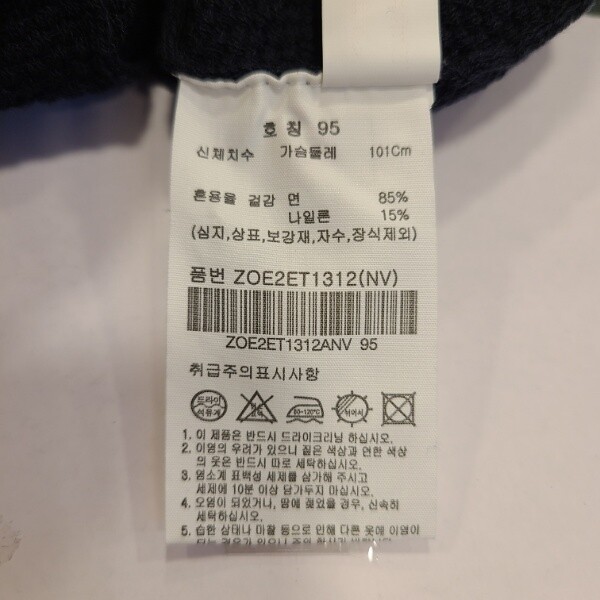 호 칭 95
신체치수 가슴둘레 101Cm
혼용율 겉감 면 85%
나일론 15%
(심지,상표,보강재,자수,장식제외)
품번 ZOE2ET1312(NV)
ZOE2ET1312ANV 95
취급주의표시사항
드라이
석유계
80~120℃
1. 이 제품은 반드시 드라이크리닝 하십시오.
2. 이염의 우려가 있으니 짙은 색상과 연한 색상
의 옷은 반드시 따로 세탁하십시오.
3. 염소계 표백성 세제를 삼가해 주시고
세제에 10분 이상 담가두지 마십시오.
4. 오염이 되었거나, 땀에 젖었을 경우, 신속히
세탁하십시오.
5. 습한 상태나 마찰 등으로 인해 다른 옷에 이염이